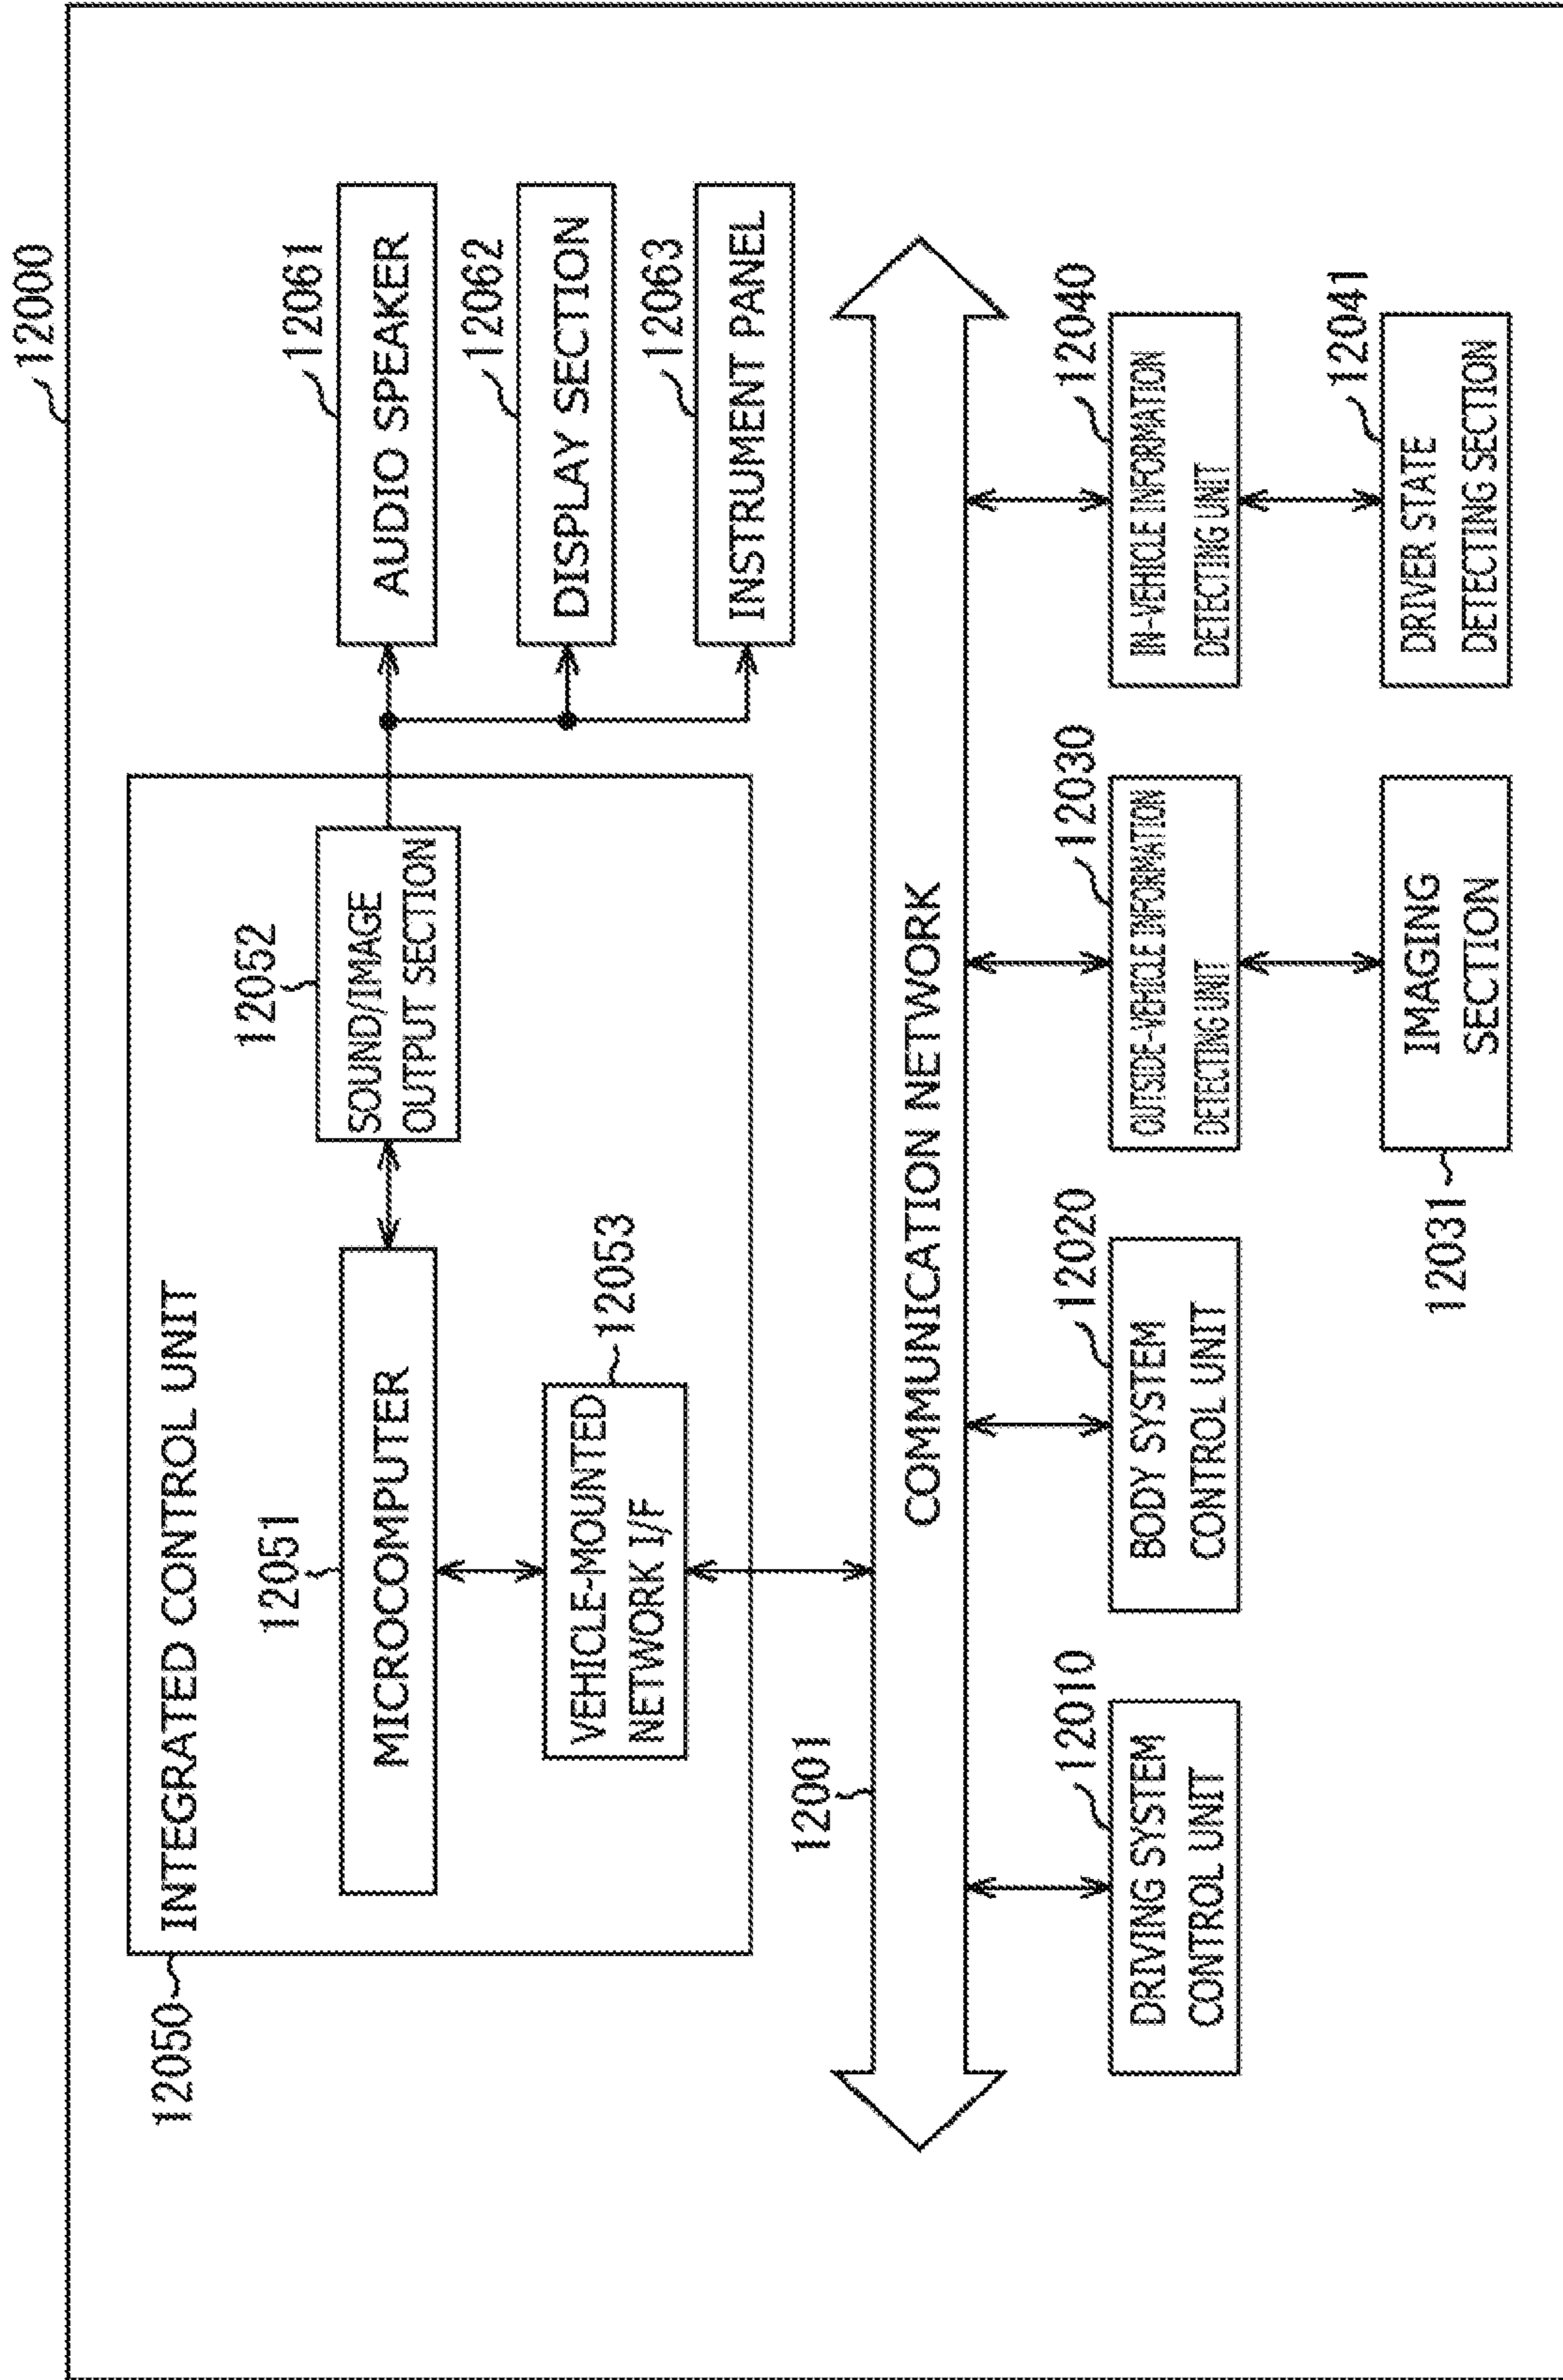 12000
12050
INTEGRATED CONTROL UNIT
12051
MICROCOMPUTER
12052
SOUND/IMAGE
OUTPUT SECTION
12053
VEHICLE-MOUNTED
NETWORK I/F
12061
AUDIO SPEAKER
12062
DISPLAY SECTION
12063
INSTRUMENT PANEL
12001
COMMUNICATION NETWORK
12010
DRIVING SYSTEM
CONTROL UNIT
12020
BODY SYSTEM
CONTROL UNIT
12030
OUTSIDE-VEHICLE INFORMATION
DETECTING UNIT
12040
IN-VEHICLE INFORMATION
DETECTING UNIT
12031
IMAGING
SECTION
12041
DRIVER STATE
DETECTING SECTION